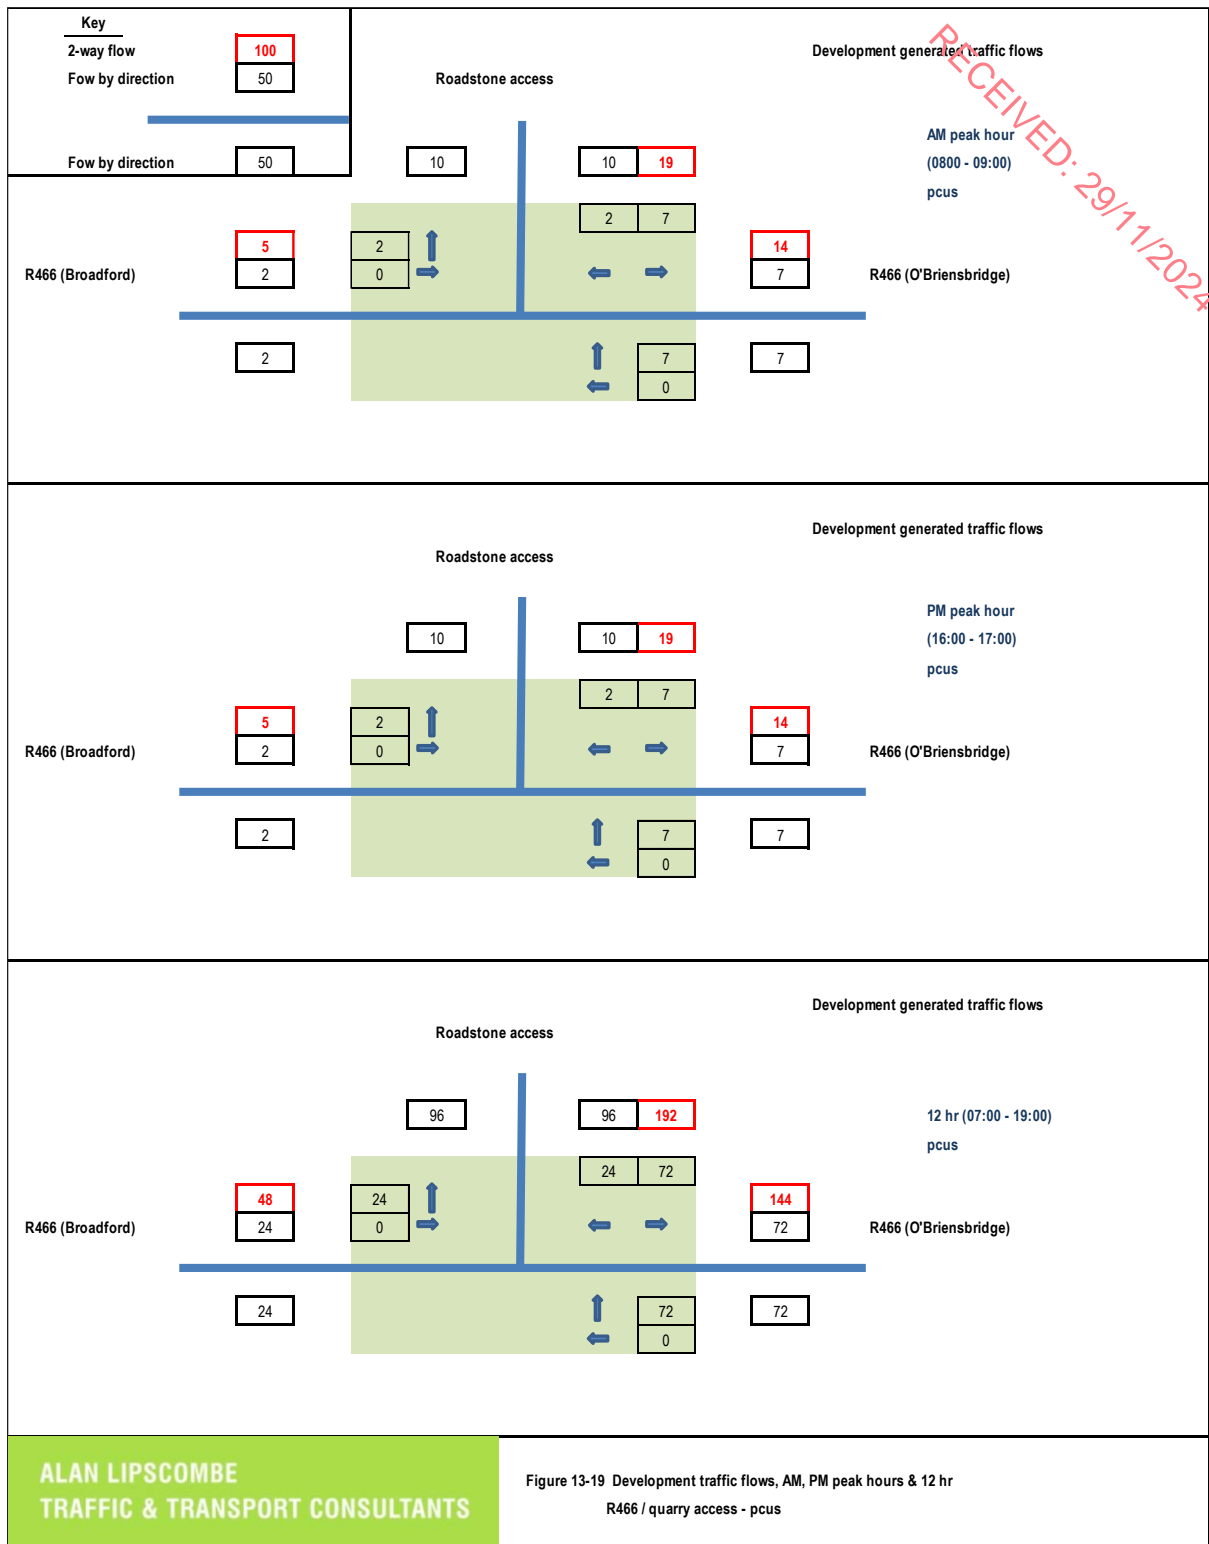 Key
2-way flow 100
Fow by direction 50
Fow by direction 50
Development generated traffic flows
Roadstone access
RECEIVED: 29/11/2024
AM peak hour
(0800 - 09:00)
pcus
10 10 19
2 7
5 2 14
R466 (Broadford) 2 0 7 R466 (O'Briensbridge)
2 7 7
0
Development generated traffic flows
Roadstone access
PM peak hour
(16:00 - 17:00)
pcus
10 10 19
2 7
5 2 14
R466 (Broadford) 2 0 7 R466 (O'Briensbridge)
2 7 7
0
Development generated traffic flows
Roadstone access
96 96 192 12 hr (07:00 - 19:00)
pcus
24 72
48 24 144
R466 (Broadford) 24 0 72 R466 (O'Briensbridge)
24 72 72
0
ALAN LIPSCOMBE
TRAFFIC & TRANSPORT CONSULTANTS
Figure 13-19 Development traffic flows, AM, PM peak hours & 12 hr
R466 / quarry access - pcus